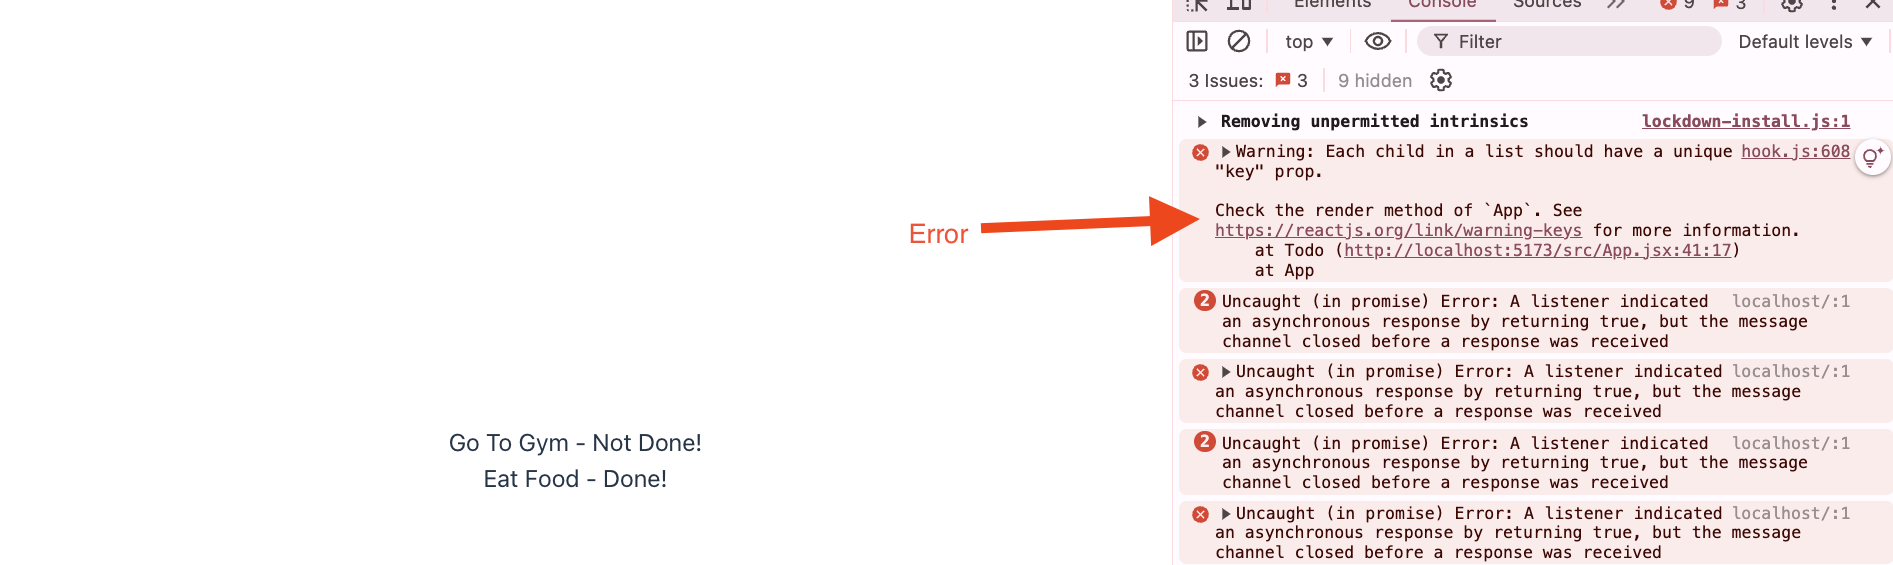 Elements Console Sources 9 3
top Filter Default levels
3 Issues: 3 9 hidden
Removing unpermitted intrinsics lockdown-install.js:1
Warning: Each child in a list should have a unique hook.js:608
"key" prop.
Check the render method of `App`. See
https://reactjs.org/link/warning-keys for more information.
at Todo (http://localhost:5173/src/App.jsx:41:17)
at App
Error
2 Uncaught (in promise) Error: A listener indicated localhost/:1
an asynchronous response by returning true, but the message
channel closed before a response was received
Uncaught (in promise) Error: A listener indicated localhost/:1
an asynchronous response by returning true, but the message
channel closed before a response was received
2 Uncaught (in promise) Error: A listener indicated localhost/:1
an asynchronous response by returning true, but the message
channel closed before a response was received
Uncaught (in promise) Error: A listener indicated localhost/:1
an asynchronous response by returning true, but the message
channel closed before a response was received
Go To Gym - Not Done!
Eat Food - Done!